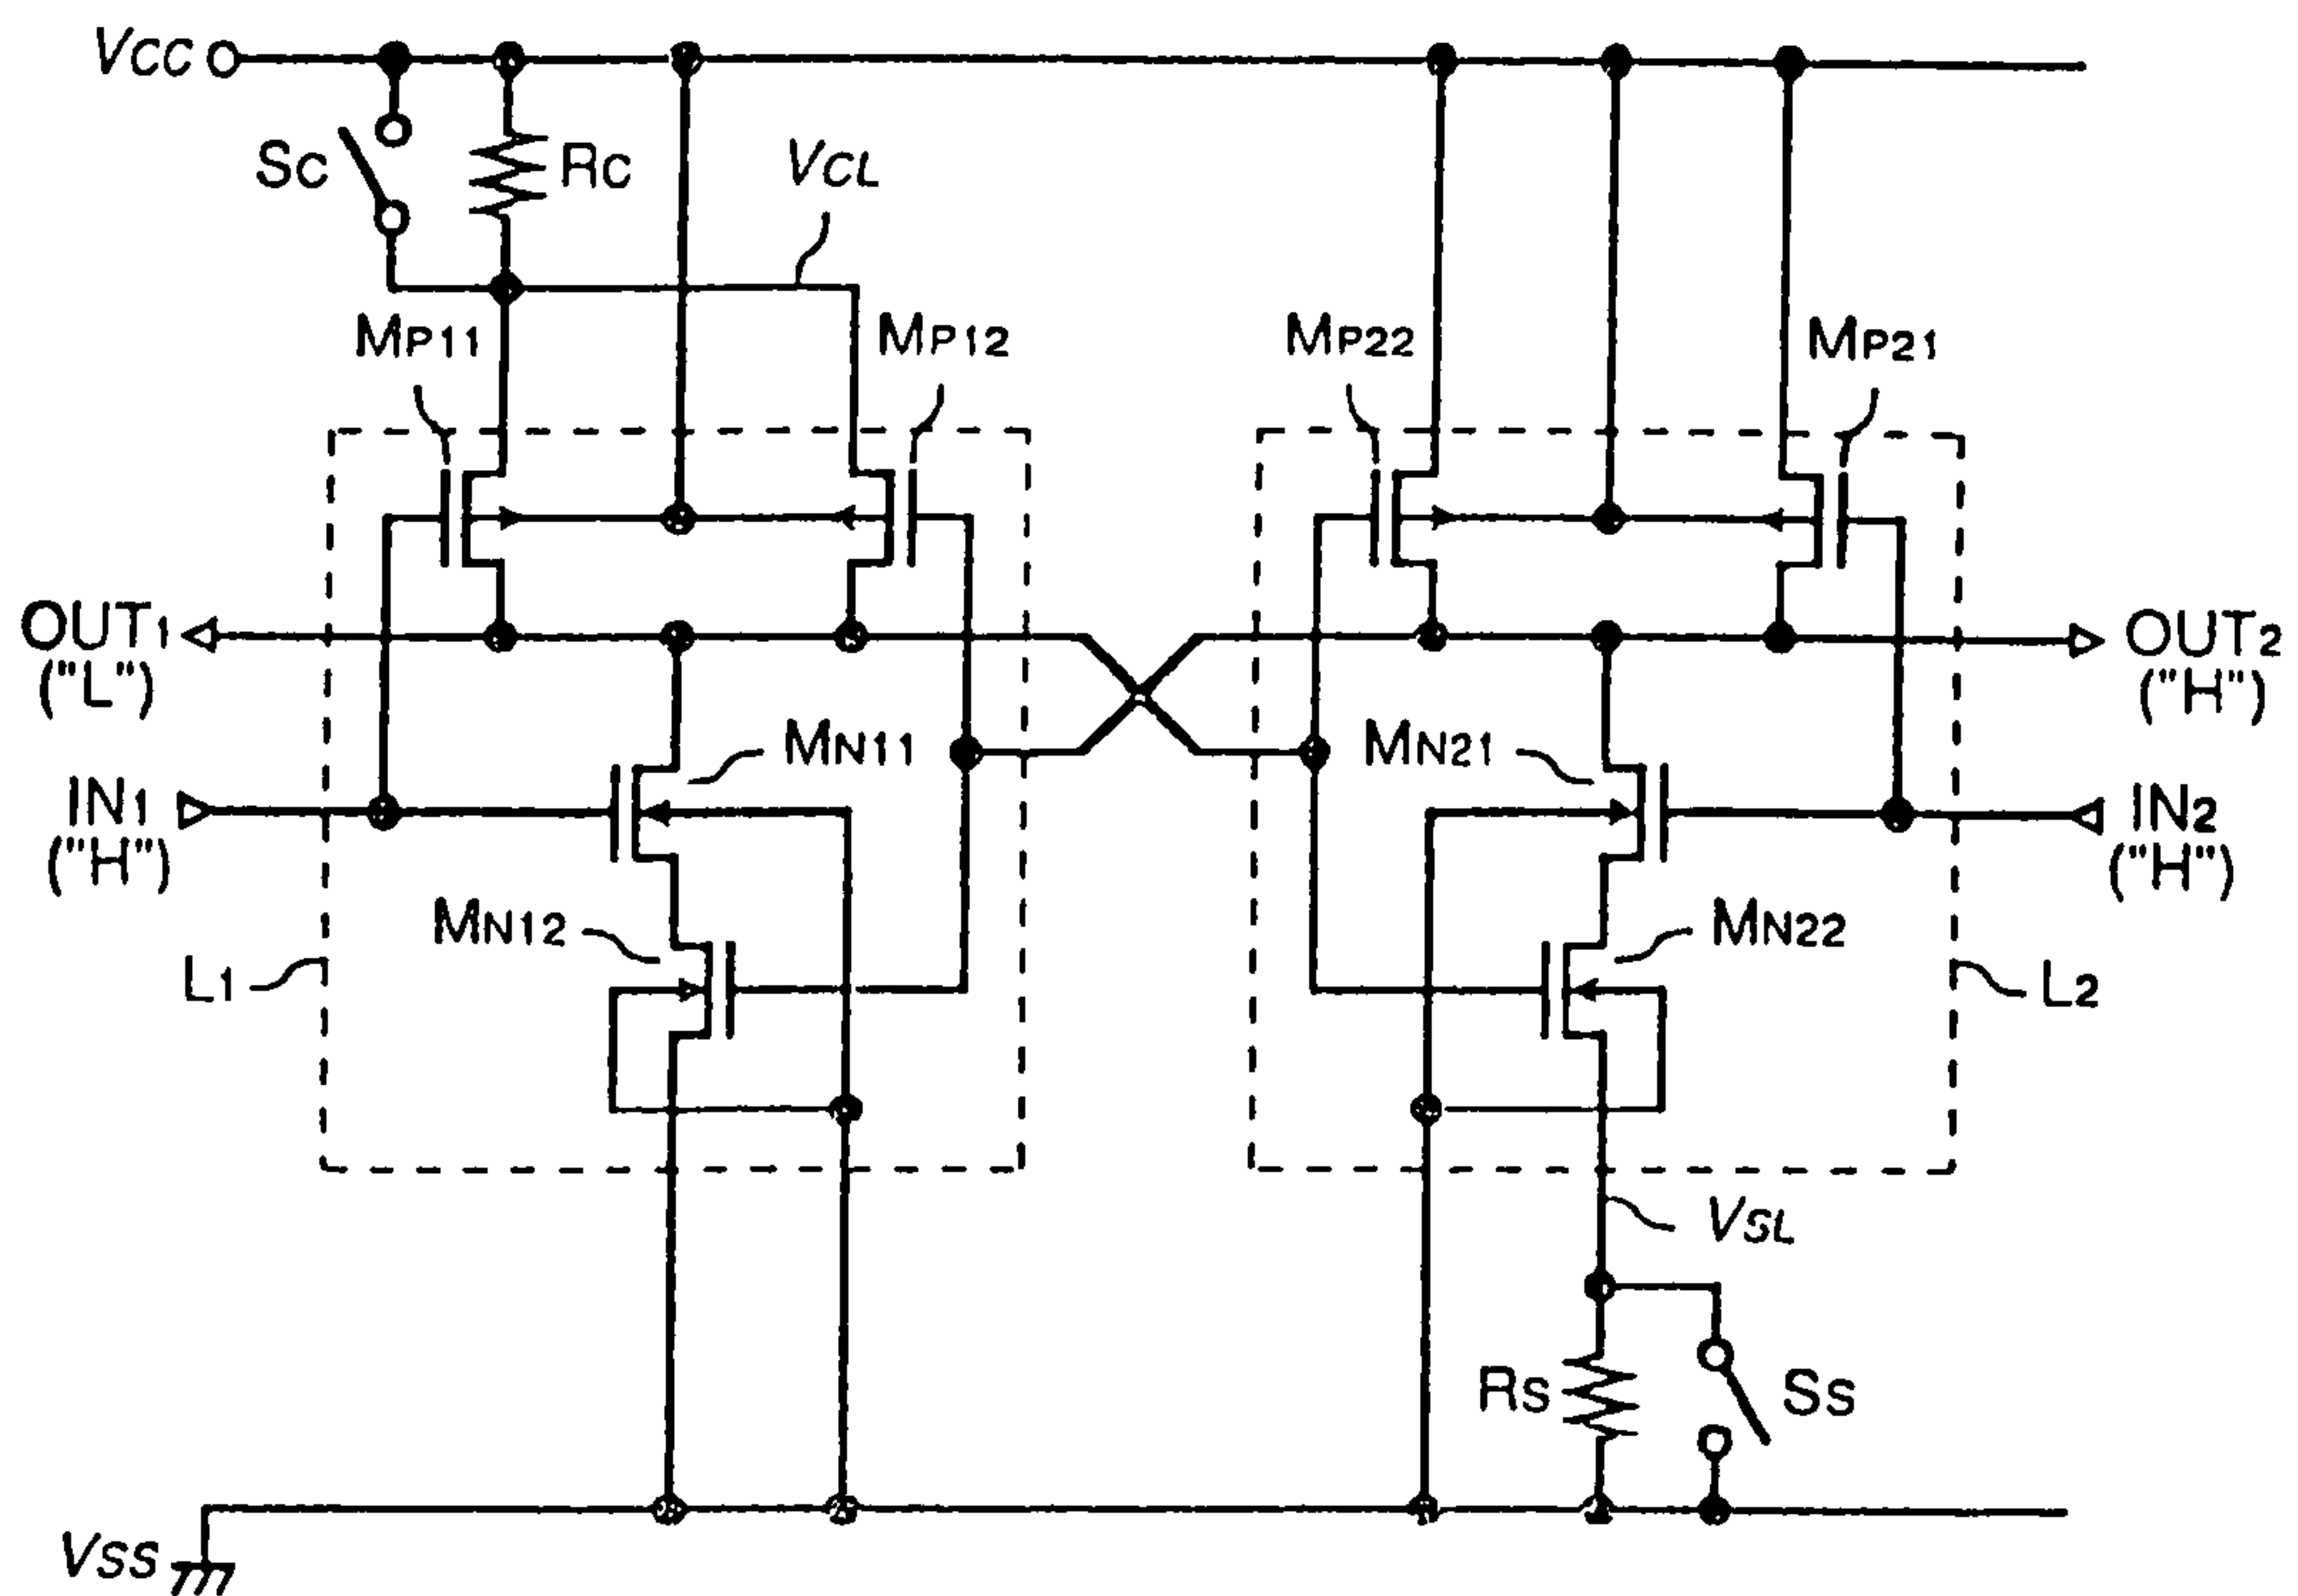 VCC
SC
RC
VCL
MP11
MP12
MP22
MP21
OUT1
("L")
OUT2
("H")
MN11
MN21
IN1
("H")
IN2
("H")
MN12
MN22
L1
L2
VSL
RS
SS
VSS